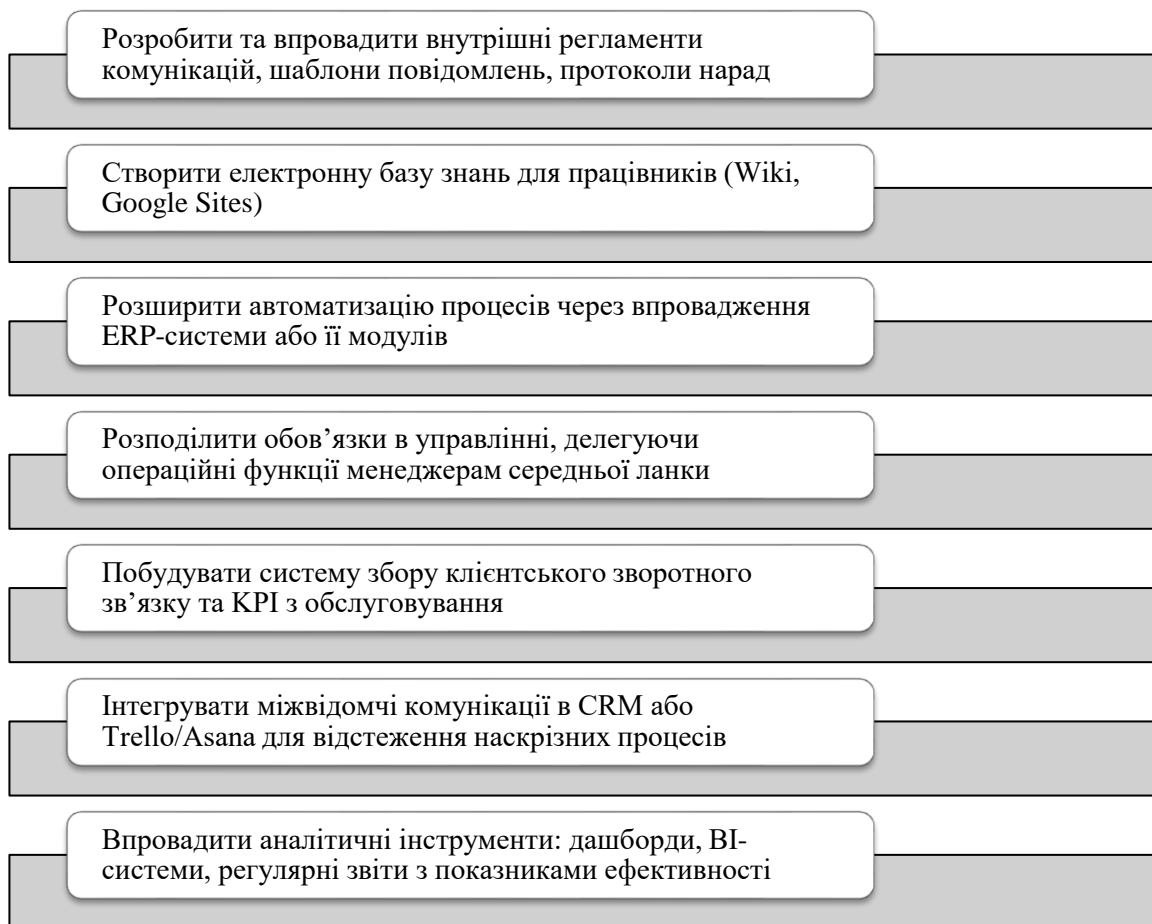 Розробити та впровадити внутрішні регламенти
комунікацій, шаблони повідомлень, протоколи нарад
Створити електронну базу знань для працівників (Wiki,
Google Sites)
Розширити автоматизацію процесів через впровадження
ERP-системи або її модулів
Розподілити обов’язки в управлінні, делегуючи
операційні функції менеджерам середньої ланки
Побудувати систему збору клієнтського зворотного
зв’язку та KPI з обслуговування
Інтегрувати міжвідомчі комунікації в CRM або
Trello/Asana для відстеження наскрізних процесів
Впровадити аналітичні інструменти: дашборди, BI-
системи, регулярні звіти з показниками ефективності